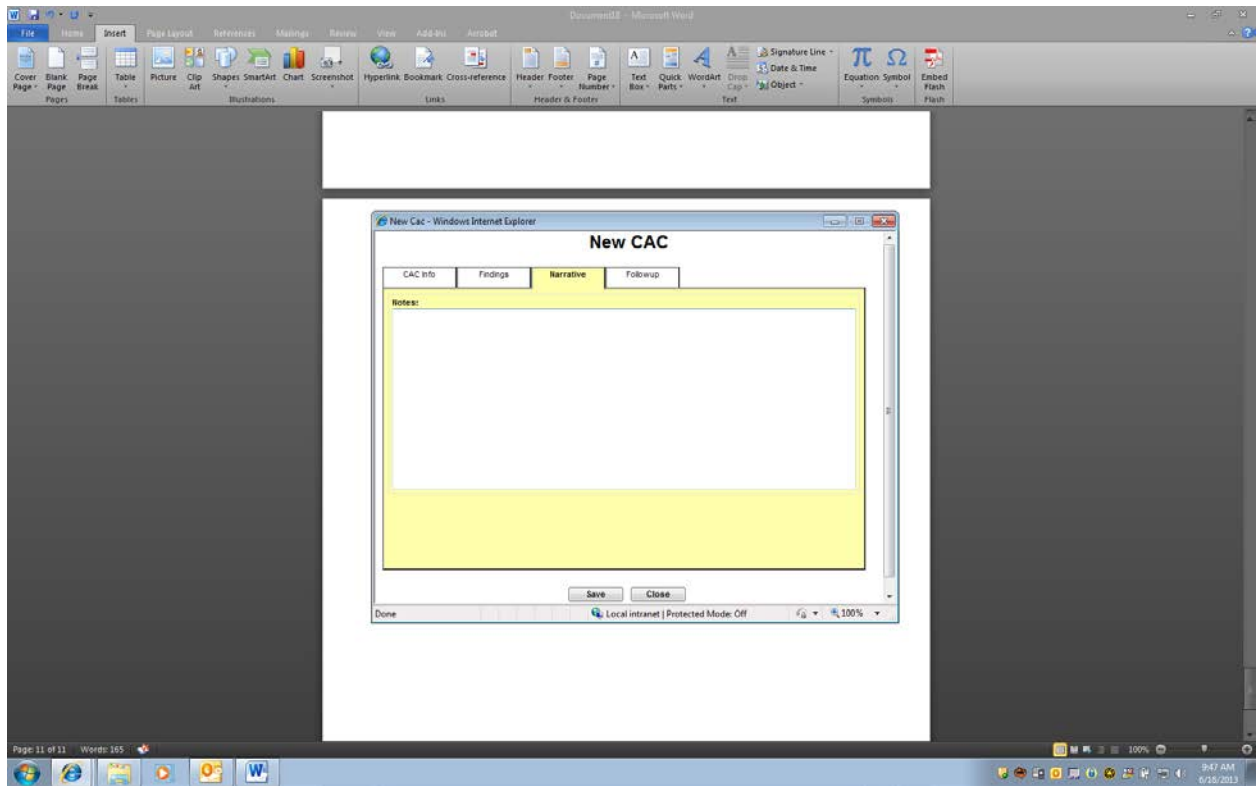 Document18 - Microsoft Word
File Home Insert Page Layout References Mailings Review View Add-Ins Acrobat
Cover Page Blank Page Page Break Table Picture Clip Art Shapes SmartArt Chart Screenshot Hyperlink Bookmark Cross-reference Header Footer Page Number Text Box Quick Parts WordArt Drop Cap Signature Line Date & Time Object Equation Symbol Embed Flash
Pages Tables Illustrations Links Header & Footer Text Symbols Flash
New Cac - Windows Internet Explorer
New CAC
CAC Info Findings Narrative Followup
Notes:
Save Close
Done Local intranet | Protected Mode: Off 100%
Page: 11 of 11 Words: 165 100%
9:47 AM
6/18/2013